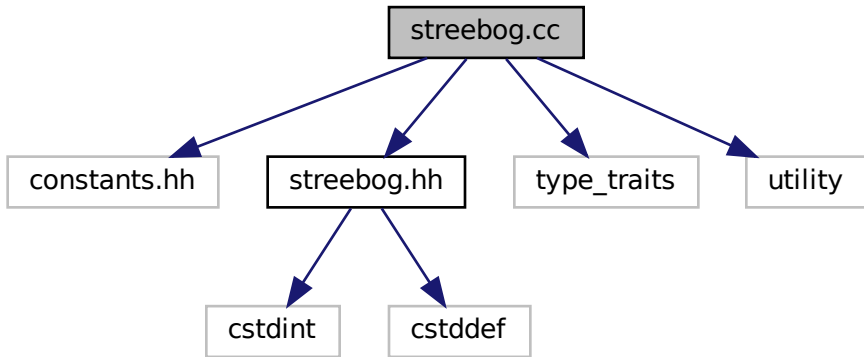 streebog.cc
constants.hh
streebog.hh
type_traits
utility
cstdint
cstddef